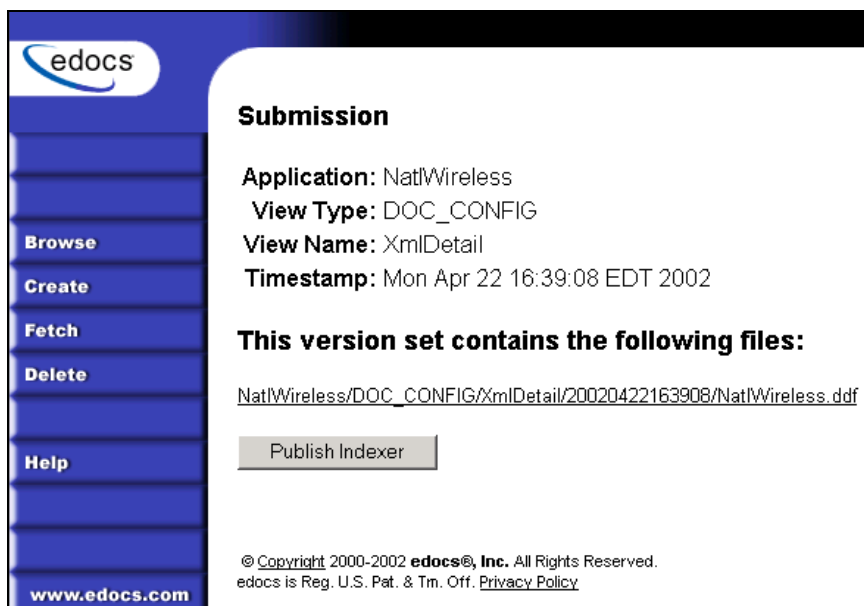 edocs
Browse
Create
Fetch
Delete
Help
www.edocs.com
Submission
Application: NatlWireless
View Type: DOC_CONFIG
View Name: XmlDetail
Timestamp: Mon Apr 22 16:39:08 EDT 2002
This version set contains the following files:
NatlWireless/DOC_CONFIG/XmlDetail/20020422163908/NatlWireless.ddf
Publish Indexer
© Copyright 2000-2002 edocs®, Inc. All Rights Reserved.
edocs is Reg. U.S. Pat. & Tm. Off. Privacy Policy